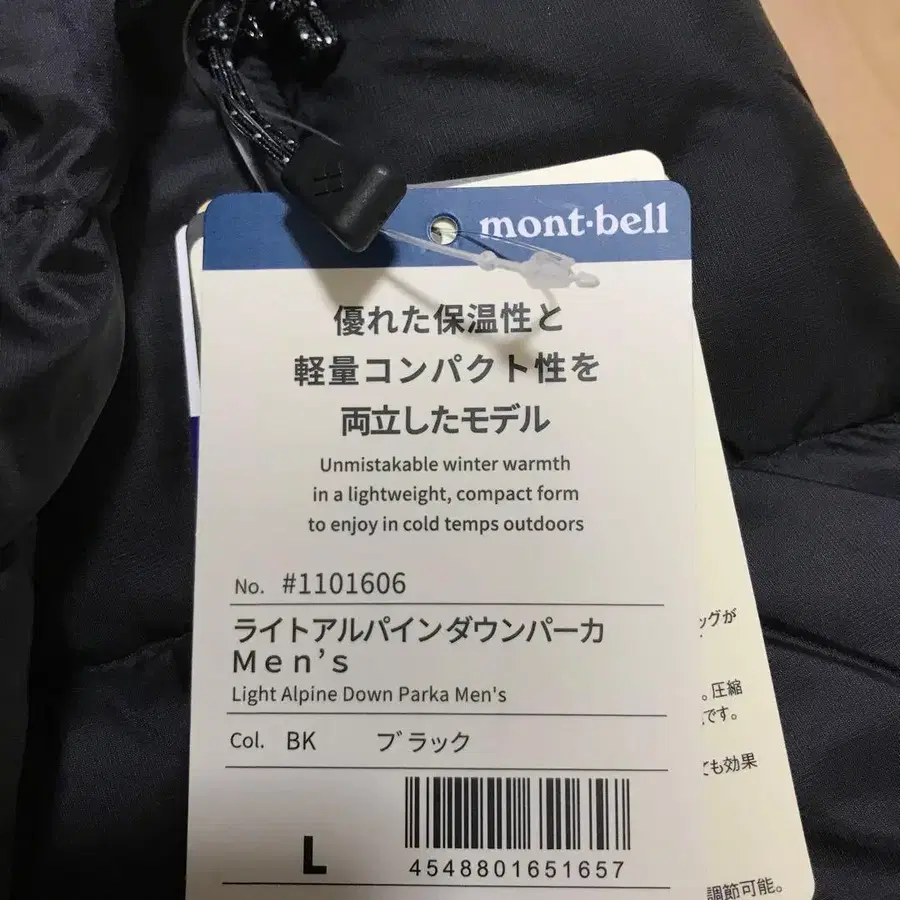 mont·bell
優れた保温性と
軽量コンパクト性を
両立したモデル
Unmistakable winter warmth
in a lightweight, compact form
to enjoy in cold temps outdoors
No. #1101606
ライトアルパインダウンパーカ
Men's
Light Alpine Down Parka Men's
Col. BK ブラック
L
4548801651657
ッグが
。圧縮
です。
ても効果
調節可能。